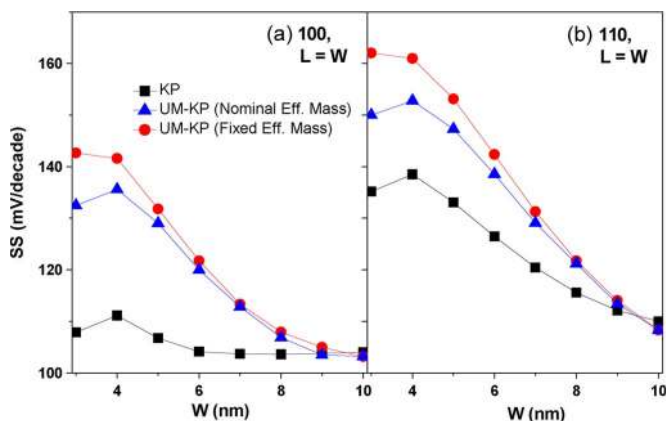 (a) 100,
L = W
(b) 110,
L = W
KP
UM-KP (Nominal Eff. Mass)
UM-KP (Fixed Eff. Mass)
SS (mV/decade)
160
140
120
100
4
6
8
10
4
6
8
10
W (nm)
W (nm)